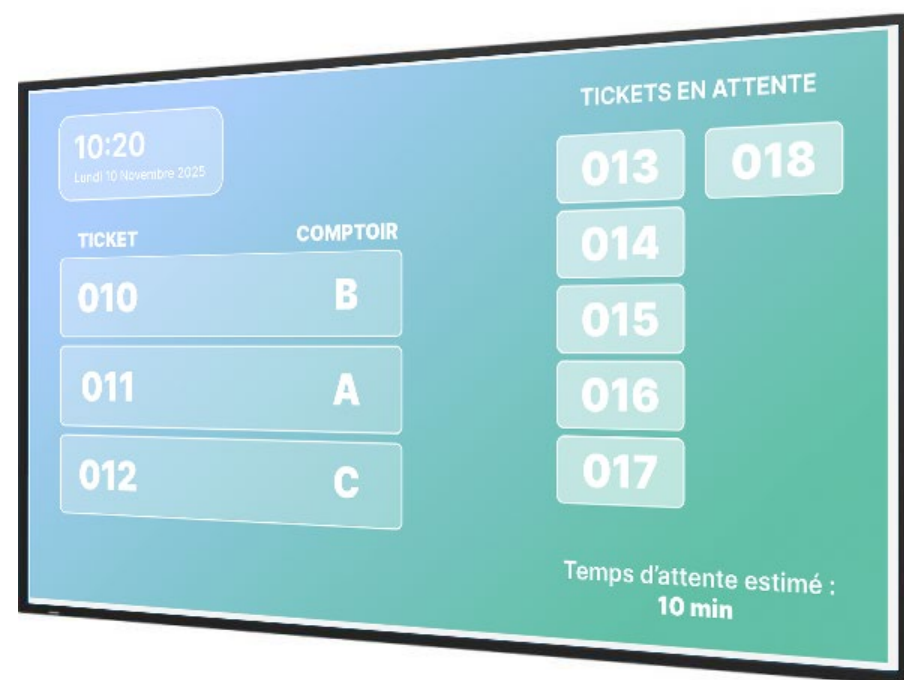 10:20
Lundi 10 Novembre 2025
TICKET COMPTOIR
010 B
011 A
012 C
TICKETS EN ATTENTE
013 018
014
015
016
017
Temps d'attente estimé :
10 min